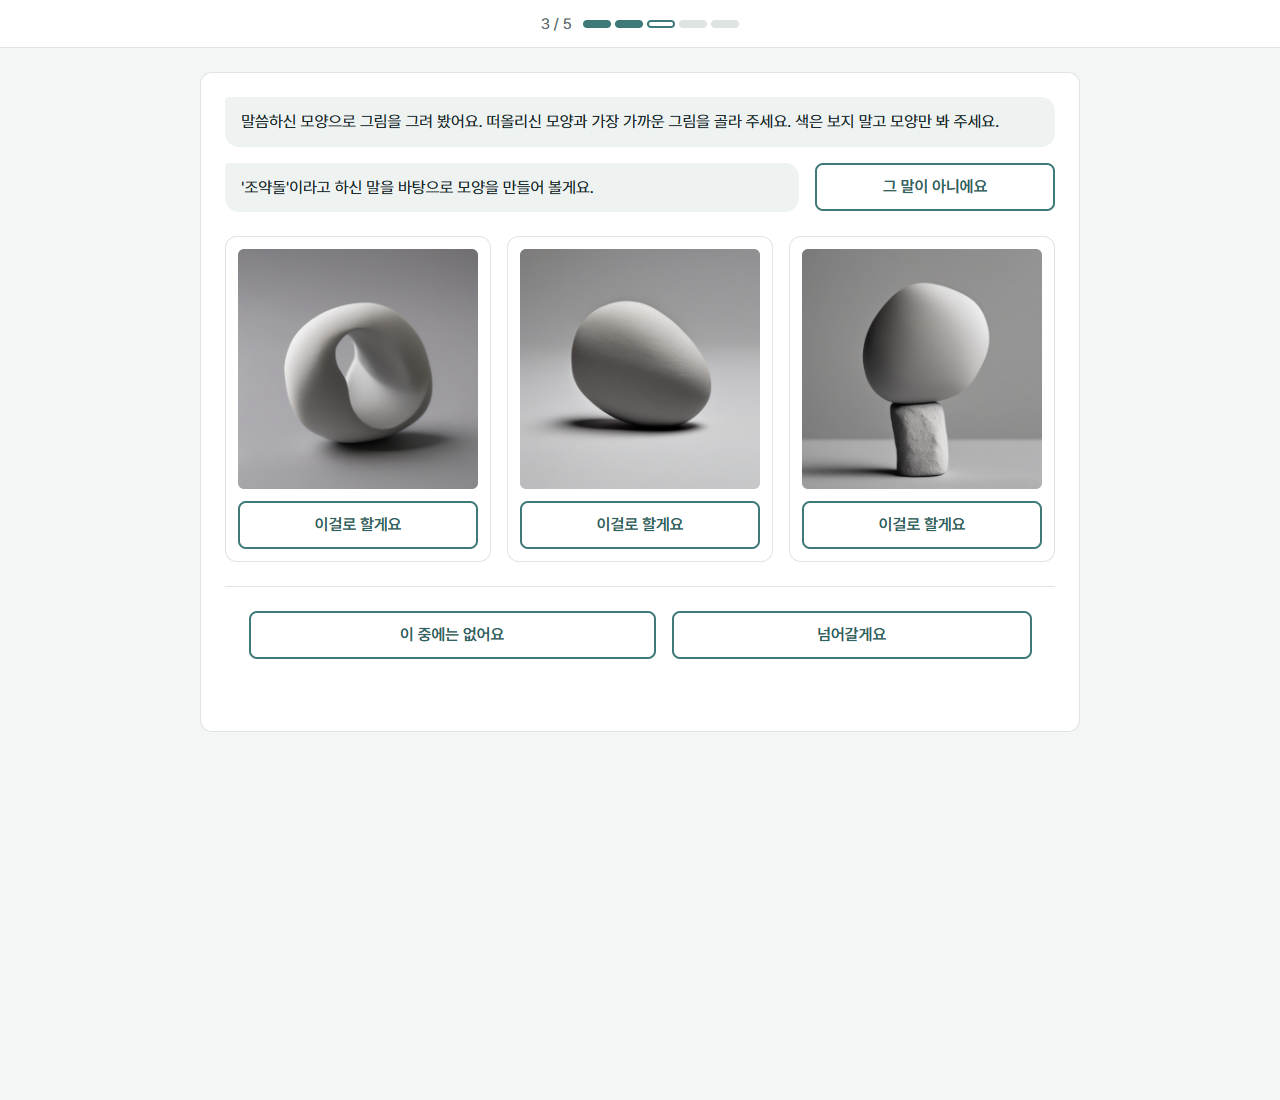 3 / 5
말씀하신 모양으로 그림을 그려 봤어요. 떠올리신 모양과 가장 가까운 그림을 골라 주세요. 색은 보지 말고 모양만 봐 주세요.
'조약돌'이라고 하신 말을 바탕으로 모양을 만들어 볼게요.
그 말이 아니에요
이걸로 할게요
이걸로 할게요
이걸로 할게요
이 중에는 없어요
넘어갈게요